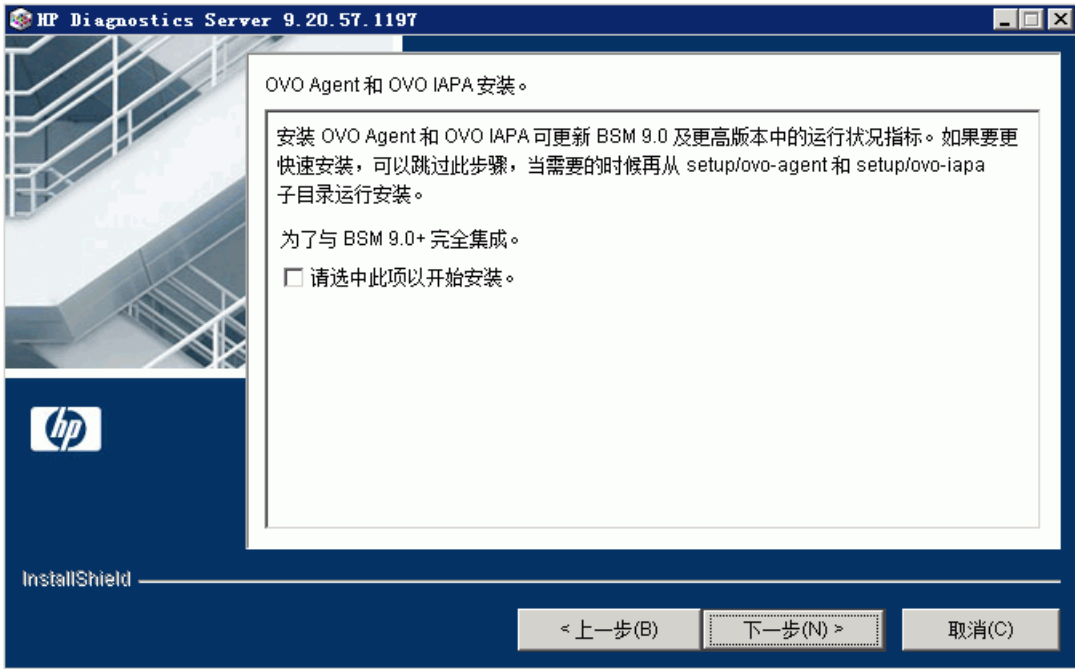 HP Diagnostics Server 9.20.57.1197
OVO Agent 和 OVO IAPA 安装。
安装 OVO Agent 和 OVO IAPA 可更新 BSM 9.0 及更高版本中的运行状况指标。如果要更
快速安装，可以跳过此步骤，当需要的时候再从 setup/ovo-agent 和 setup/ovo-iapa
子目录运行安装。
为了与 BSM 9.0+ 完全集成。
请选中此项以开始安装。
hp
InstallShield
<上一步(B)
下一步(N) >
取消(C)